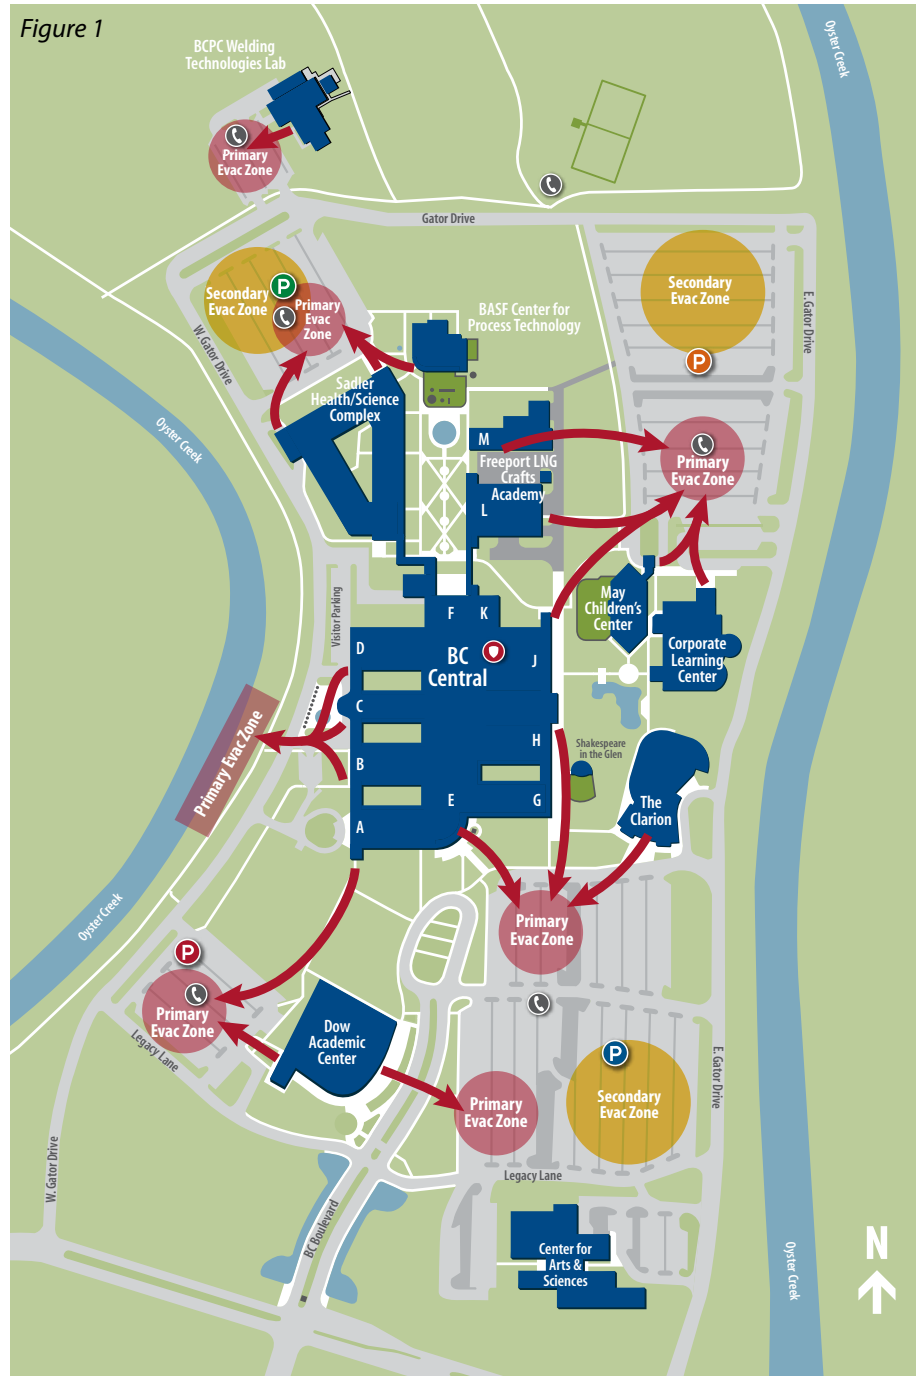 Figure 1
BCPC Welding
Technologies Lab
Oyster Creek
Primary
Evac Zone
Gator Drive
Secondary
Evac Zone
P
Primary
Evac
Zone
W. Gator Drive
BASF Center for
Process Technology
Secondary
Evac Zone
P
E. Gator Drive
Sadler
Health/Science
Complex
Oyster Creek
M
Freeport LNG
Crafts
Academy
L
Primary
Evac Zone
May
Children's
Center
Corporate
Learning
Center
Visitor Parking
F
K
D
BC
Central
J
C
B
H
E
G
A
Primary Evac Zone
Shakespeare
in the Glen
The
Clarion
Oyster Creek
Primary
Evac Zone
P
Primary
Evac Zone
Legacy Lane
Dow
Academic
Center
P
Primary
Evac Zone
Secondary
Evac Zone
E. Gator Drive
Legacy Lane
W. Gator Drive
BC Boulevard
Center for
Arts &
Sciences
Oyster Creek
N